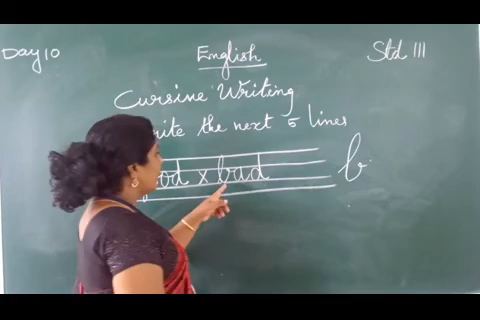 Day 10
English
Std III
Cursive Writing
the next 5 lines
x bad
b